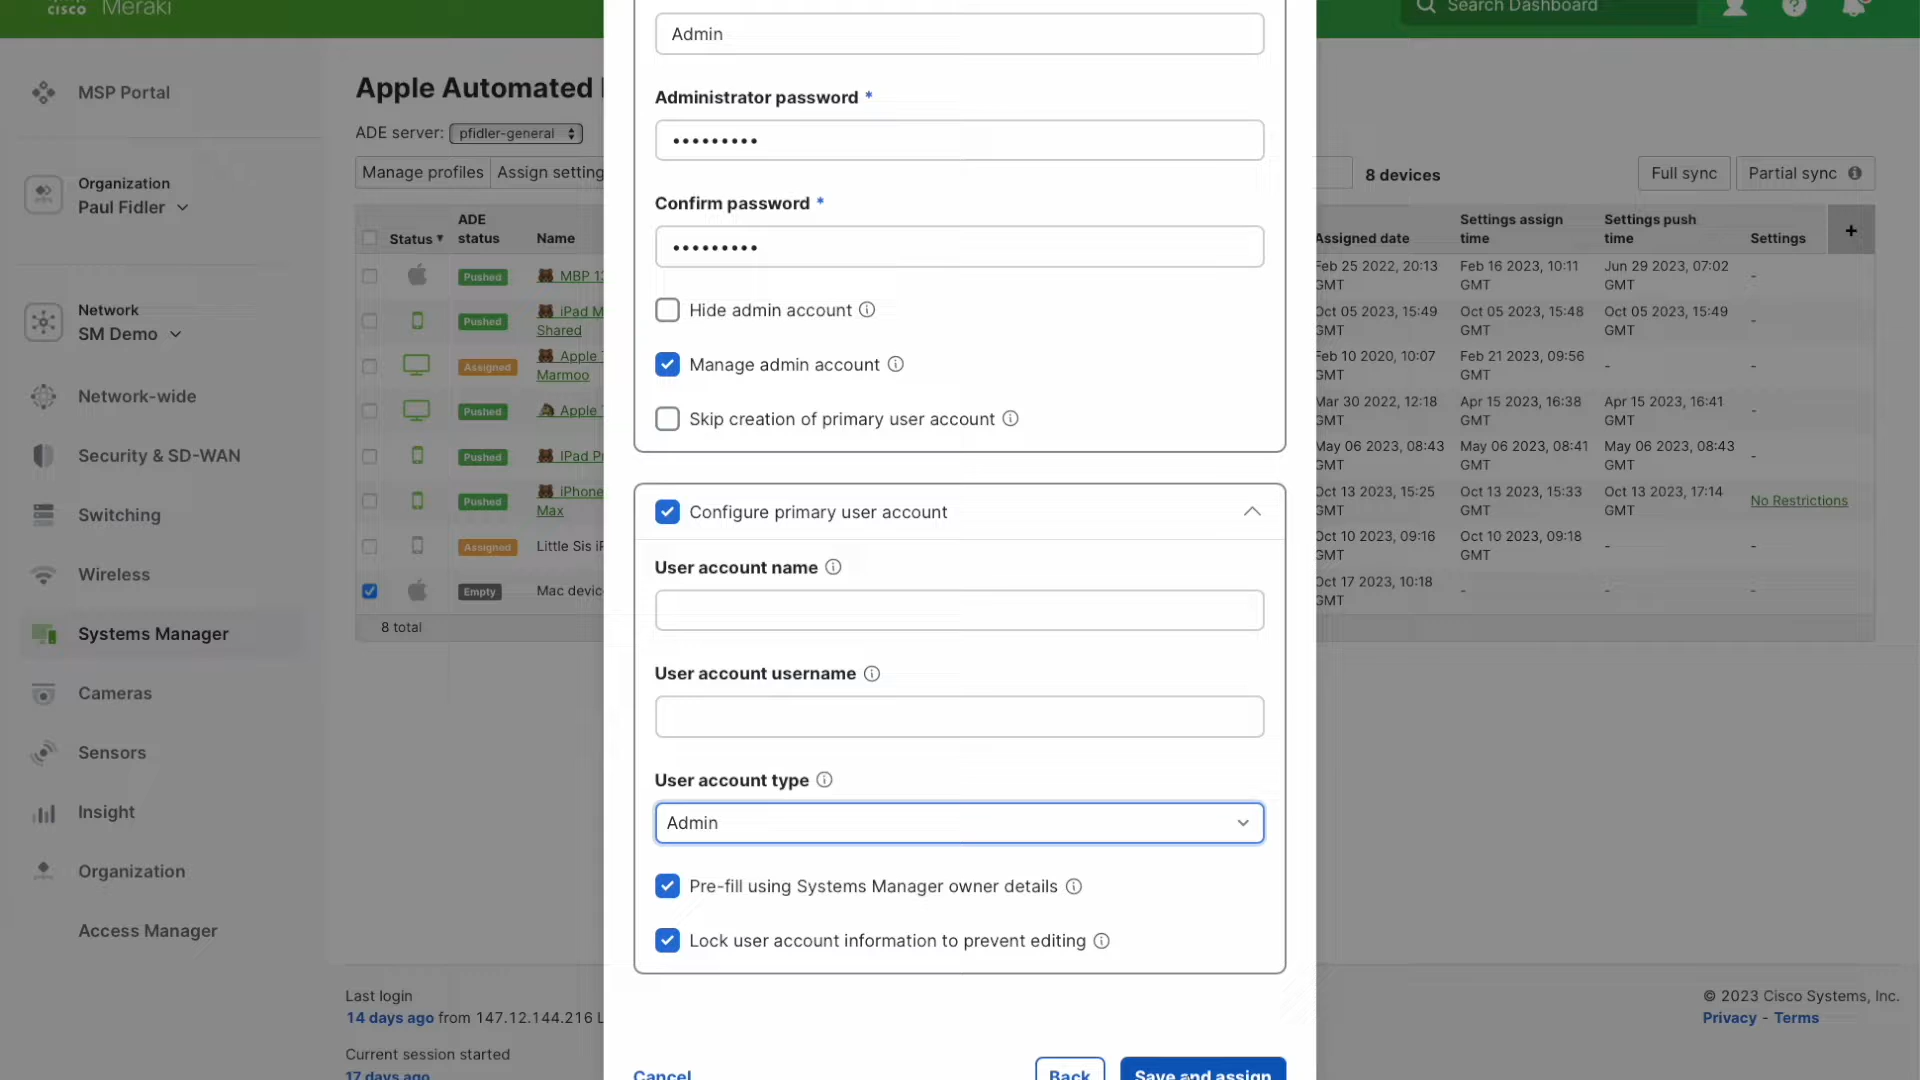 CISCO Meraki
Search Dashboard
MSP Portal
Organization
Paul Fidler
Network
SM Demo
Network-wide
Security & SD-WAN
Switching
Wireless
Systems Manager
Cameras
Sensors
Insight
Organization
Access Manager
Apple Automated
ADE server: pfidler-general
Manage profiles
Assign setting
8 devices
Full sync
Partial sync
Status ▾ ADE status Name
Assigned date Settings assign time Settings push time Settings +
Pushed MBP 13
Feb 25 2022, 20:13 GMT Feb 16 2023, 10:11 GMT Jun 29 2023, 07:02 GMT -
Pushed iPad M
Shared
Oct 05 2023, 15:49 GMT Oct 05 2023, 15:48 GMT Oct 05 2023, 15:49 GMT -
Assigned Apple
Marmoo
Feb 10 2020, 10:07 GMT Feb 21 2023, 09:56 GMT - -
Pushed Apple
Mar 30 2022, 12:18 GMT Apr 15 2023, 16:38 GMT Apr 15 2023, 16:41 GMT -
Pushed IPad Pr
May 06 2023, 08:43 GMT May 06 2023, 08:41 GMT May 06 2023, 08:43 GMT -
Pushed iPhone
Max
Oct 13 2023, 15:25 GMT Oct 13 2023, 15:33 GMT Oct 13 2023, 17:14 GMT No Restrictions
Assigned Little Sis iP
Oct 10 2023, 09:16 GMT Oct 10 2023, 09:18 GMT - -
Empty Mac devic
Oct 17 2023, 10:18 GMT - - -
8 total
Admin
Administrator password *
•••••••••
Confirm password *
•••••••••
Hide admin account
Manage admin account
Skip creation of primary user account
Configure primary user account
User account name
User account username
User account type
Admin
Pre-fill using Systems Manager owner details
Lock user account information to prevent editing
Cancel
Back
Save and assign
Last login
14 days ago from 147.12.144.216 L
Current session started
17 days ago
© 2023 Cisco Systems, Inc.
Privacy - Terms